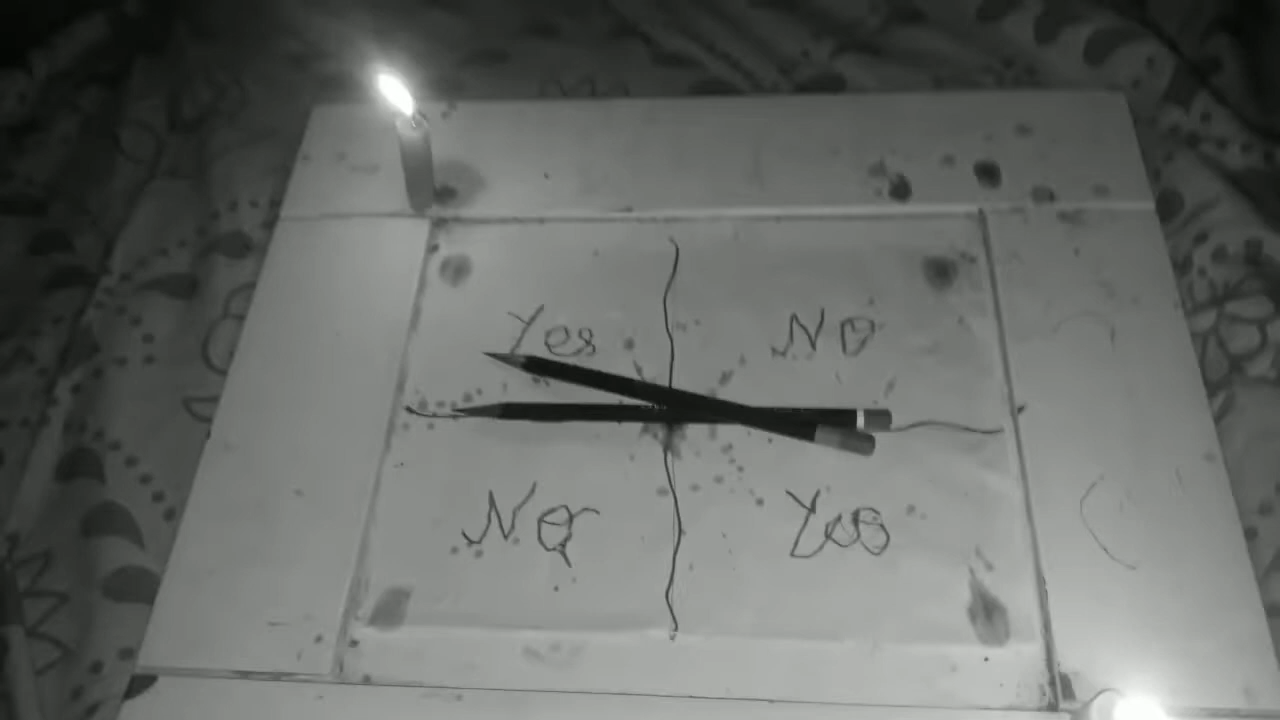 Yes No
No Yes